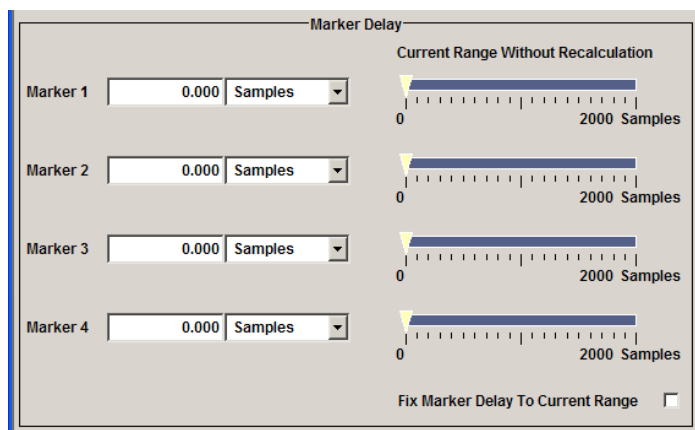 Marker Delay
Current Range Without Recalculation
Marker 1 0.000 Samples
0 2000 Samples
Marker 2 0.000 Samples
0 2000 Samples
Marker 3 0.000 Samples
0 2000 Samples
Marker 4 0.000 Samples
0 2000 Samples
Fix Marker Delay To Current Range